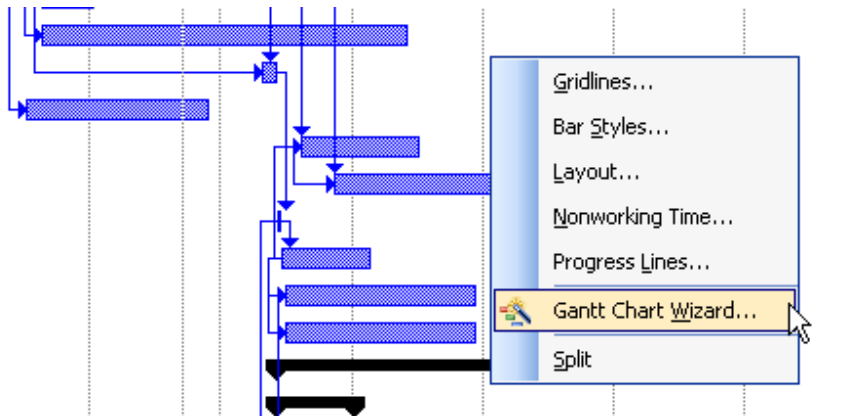 Gridlines...
Bar Styles...
Layout...
Nonworking Time...
Progress Lines...
Gantt Chart Wizard...
Split